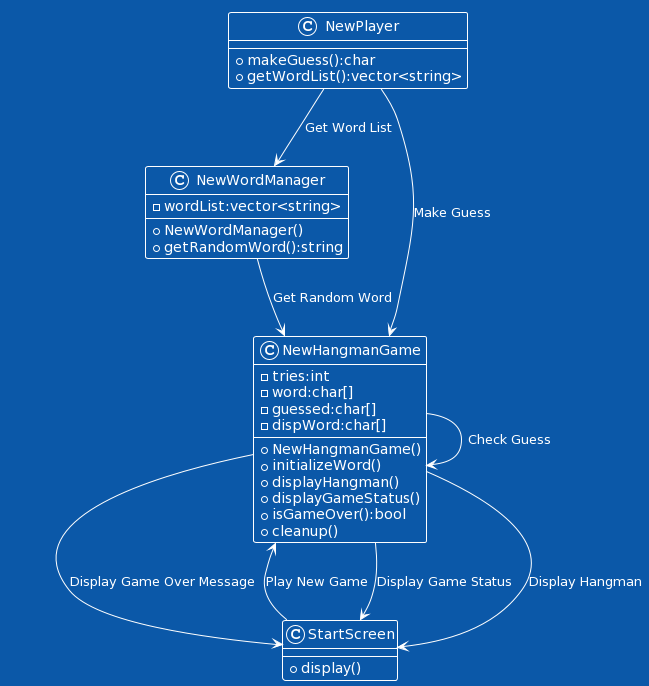 C NewPlayer
makeGuess():char
getWordList():vector<string>
Get Word List
C NewWordManager
wordList:vector<string>
NewWordManager()
getRandomWord():string
Make Guess
Get Random Word
C NewHangmanGame
tries:int
word:char[]
guessed:char[]
dispWord:char[]
NewHangmanGame()
initializeWord()
displayHangman()
displayGameStatus()
isGameOver():bool
cleanup()
Check Guess
Display Game Over Message
Play New Game
Display Game Status
Display Hangman
C StartScreen
display()